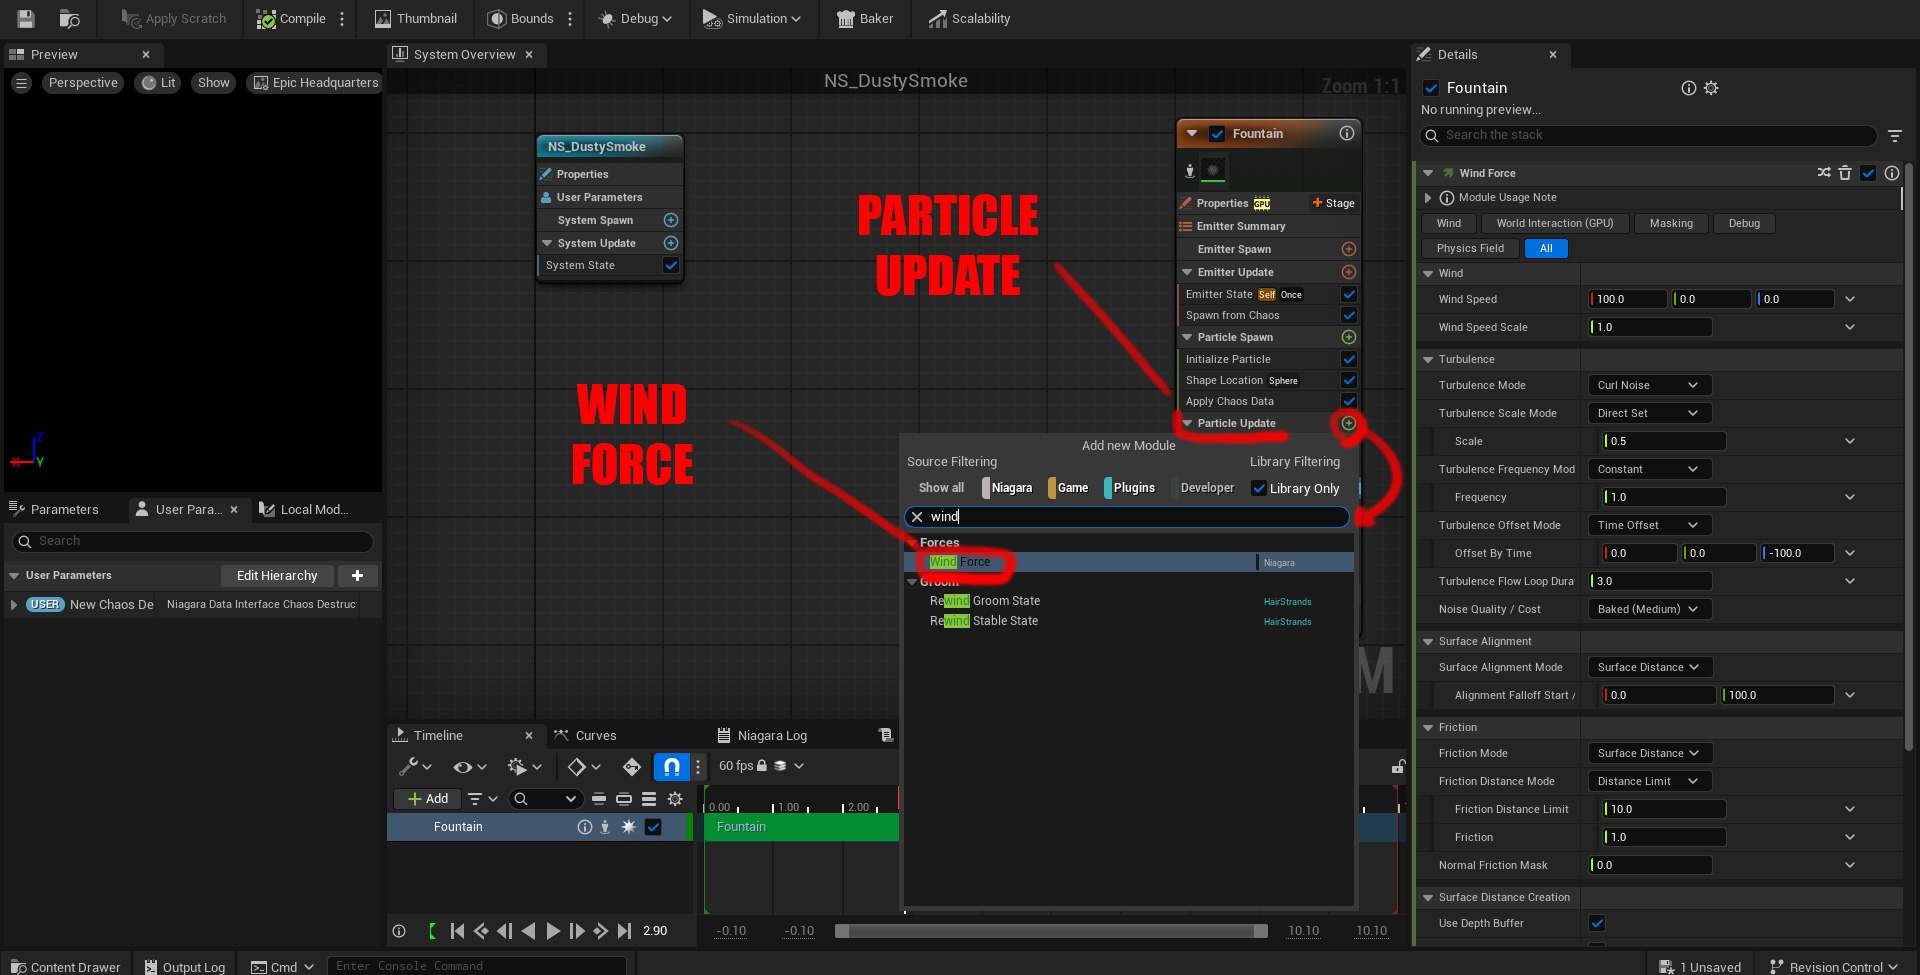 Apply Scratch
Compile
Thumbnail
Bounds
Debug
Simulation
Baker
Scalability
Preview
System Overview
Details
Perspective
Lit
Show
Epic Headquarters
NS_DustySmoke
Zoom 1:1
Fountain
No running preview...
Search the stack
NS_DustySmoke
Properties
User Parameters
System Spawn
System Update
System State
PARTICLE
UPDATE
WIND
FORCE
Fountain
Properties GPU
Stage
Emitter Summary
Emitter Spawn
Emitter Update
Emitter State Self Once
Spawn from Chaos
Particle Spawn
Initialize Particle
Shape Location Sphere
Apply Chaos Data
Particle Update
Add new Module
Source Filtering
Library Filtering
Show all
Niagara
Game
Plugins
Developer
Library Only
wind
Forces
Wind Force
Niagara
Groom
Rewind Groom State
HairStrands
Rewind Stable State
HairStrands
X
Z
Y
Parameters
User Para...
Local Mod...
Search
User Parameters
Edit Hierarchy
USER New Chaos De
Niagara Data Interface Chaos Destruc
Timeline
Curves
Niagara Log
60 fps
Add
0.00
1.00
2.00
Fountain
Fountain
2.90
-0.10
-0.10
10.10
10.10
Wind Force
Module Usage Note
Wind
World Interaction (GPU)
Masking
Debug
Physics Field
All
Wind
Wind Speed
100.0
0.0
0.0
Wind Speed Scale
1.0
Turbulence
Turbulence Mode
Curl Noise
Turbulence Scale Mode
Direct Set
Scale
0.5
Turbulence Frequency Mod
Constant
Frequency
1.0
Turbulence Offset Mode
Time Offset
Offset By Time
0.0
0.0
-100.0
Turbulence Flow Loop Dura
3.0
Noise Quality / Cost
Baked (Medium)
Surface Alignment
Surface Alignment Mode
Surface Distance
Alignment Falloff Start /
0.0
100.0
Friction
Friction Mode
Surface Distance
Friction Distance Mode
Distance Limit
Friction Distance Limit
10.0
Friction
1.0
Normal Friction Mask
0.0
Surface Distance Creation
Use Depth Buffer
Content Drawer
Output Log
Cmd
Enter Console Command
1 Unsaved
Revision Control